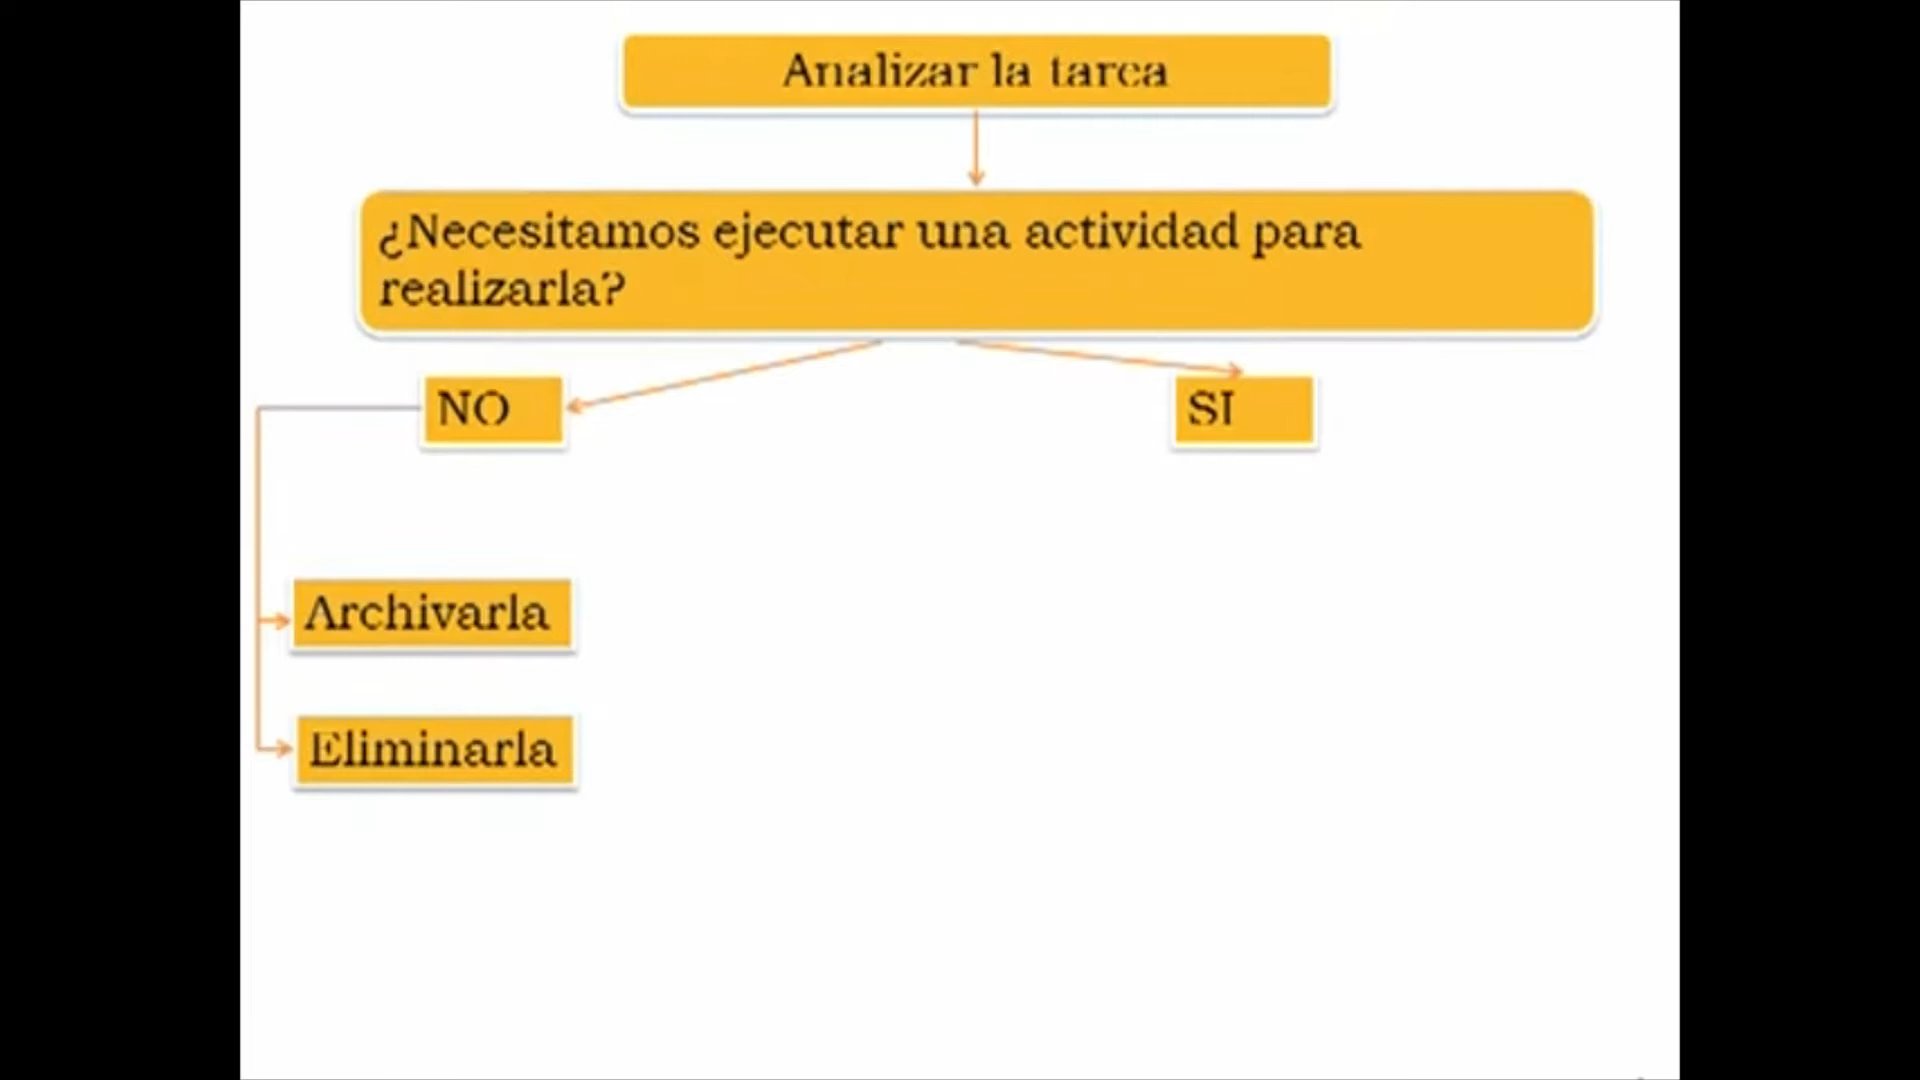 Analizar la tarea
¿Necesitamos ejecutar una actividad para
realizarla?
NO
SI
Archivarla
Eliminarla